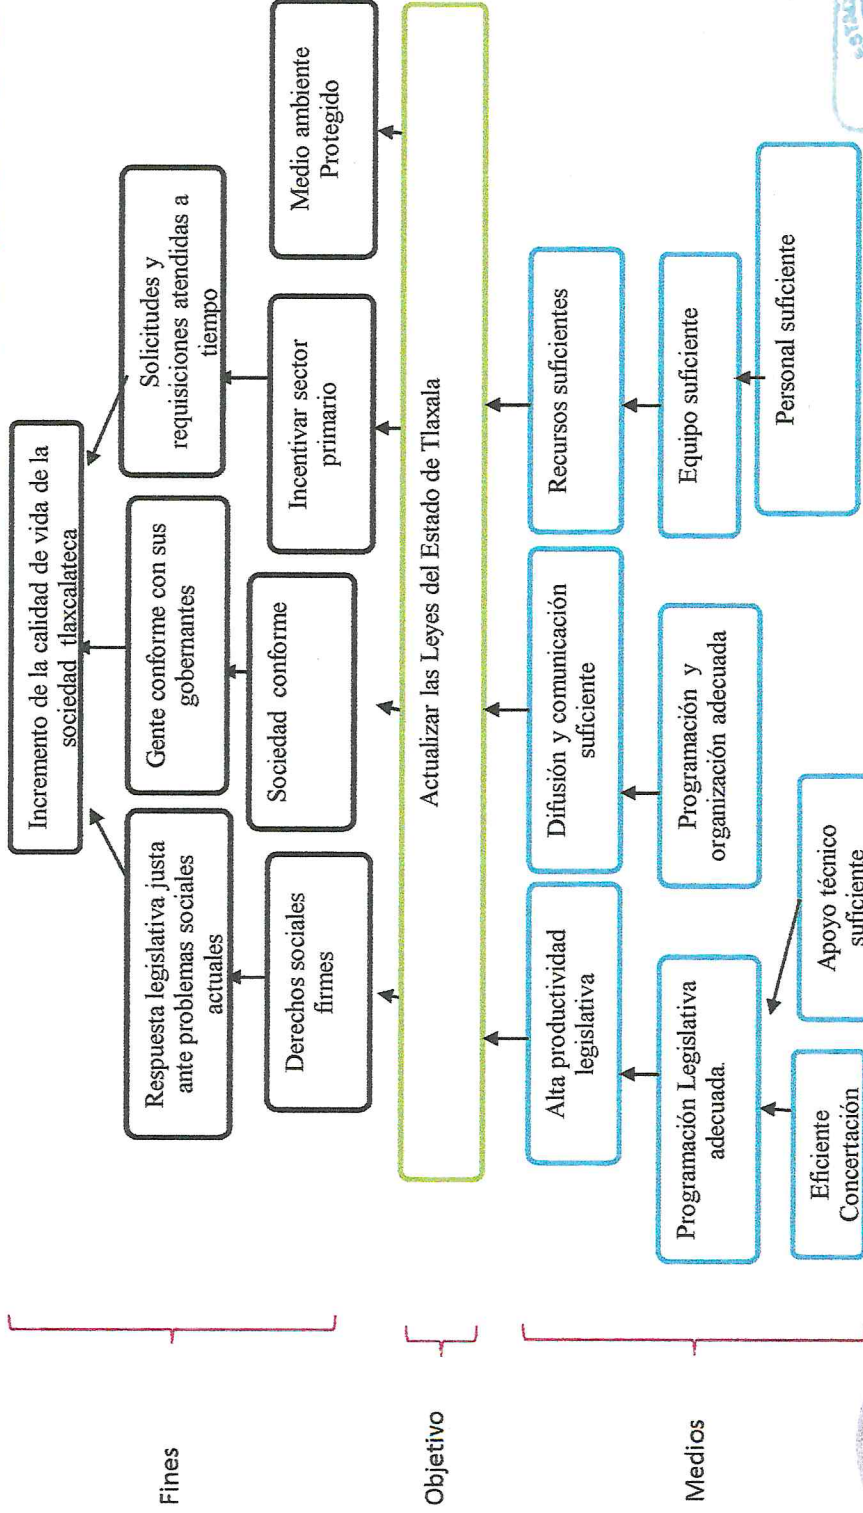 Fines
Incremento de la calidad de vida de la
sociedad tlaxcalateca
Respuesta legislativa justa
ante problemas sociales
actuales
Gente conforme con sus
gobernantes
Solicitudes y
requisiciones atendidas a
tiempo
Derechos sociales
firmes
Sociedad conforme
Incentivar sector
primario
Medio ambiente
Protegido
Objetivo
Actualizar las Leyes del Estado de Tlaxala
Medios
Alta productividad
legislativa
Difusión y comunicación
suficiente
Recursos suficientes
Programación Legislativa
adecuada.
Programación y
organización adecuada
Equipo suficiente
Eficiente
Concertación
Apoyo técnico
suficiente
Personal suficiente